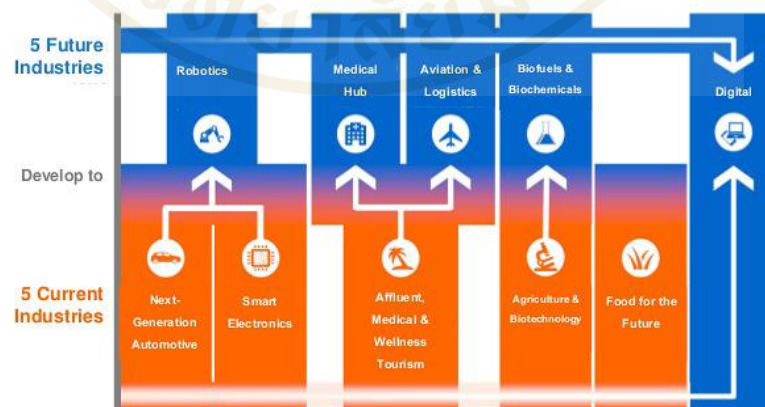 5 Future
Industries
Robotics
Medical
Hub
Aviation &
Logistics
Biofuels &
Biochemicals
Digital
Develop to
5 Current
Industries
Next-
Generation
Automotive
Smart
Electronics
Affluent,
Medical &
Wellness
Tourism
Agriculture &
Biotechnology
Food for the
Future